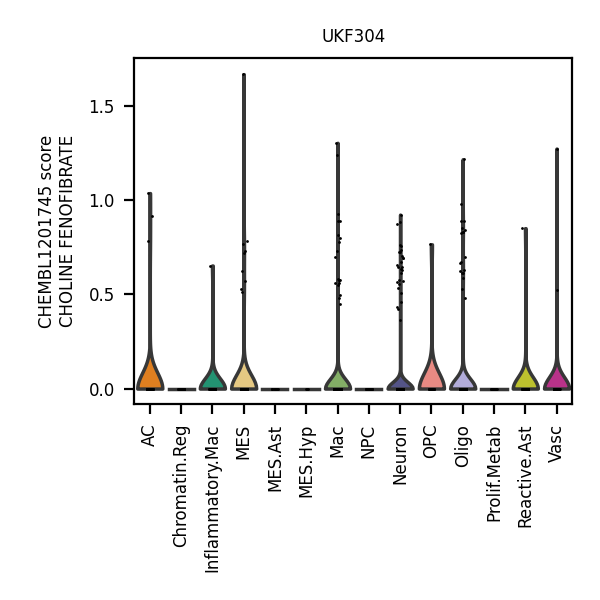 UKF304
CHEMBL1201745 score
CHOLINE FENOFIBRATE
1.5
1.0
0.5
0.0
AC
Chromatin.Reg
Inflammatory.Mac
MES
MES.Ast
MES.Hyp
Mac
NPC
Neuron
OPC
Oligo
Prolif.Metab
Reactive.Ast
Vasc